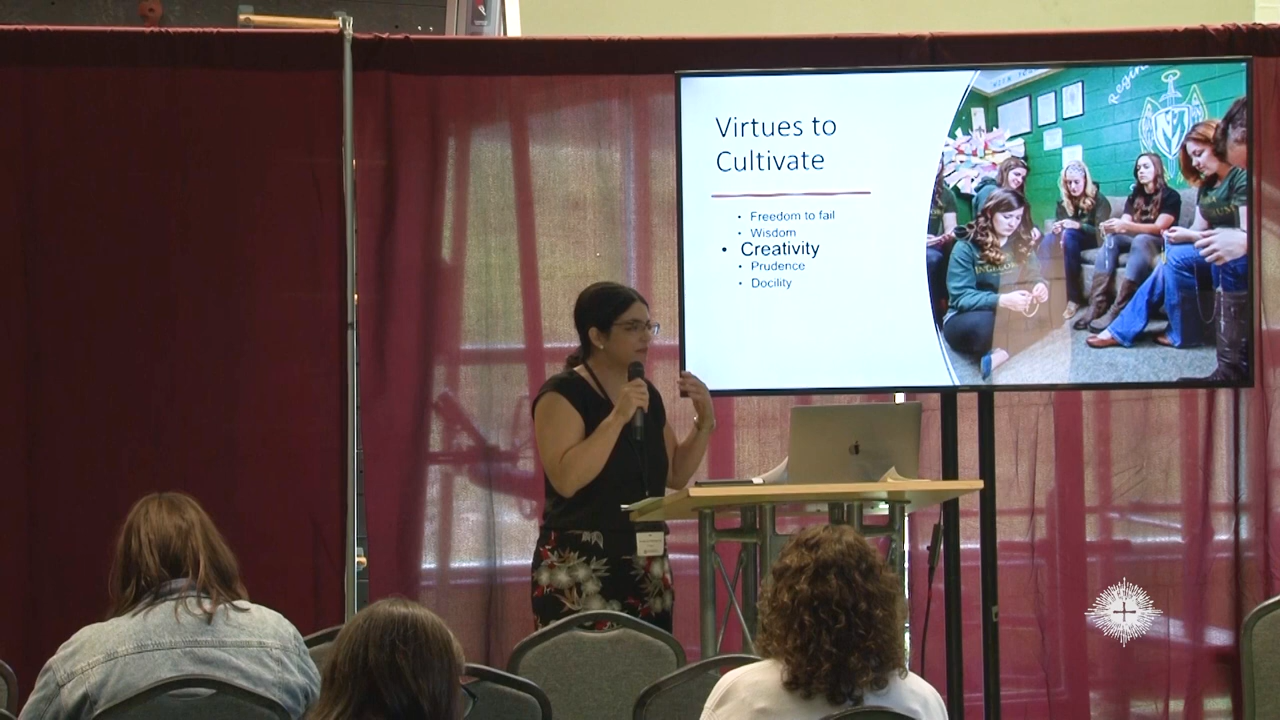 Virtues to
Cultivate
• Freedom to fail
• Wisdom
• Creativity
• Prudence
• Docility